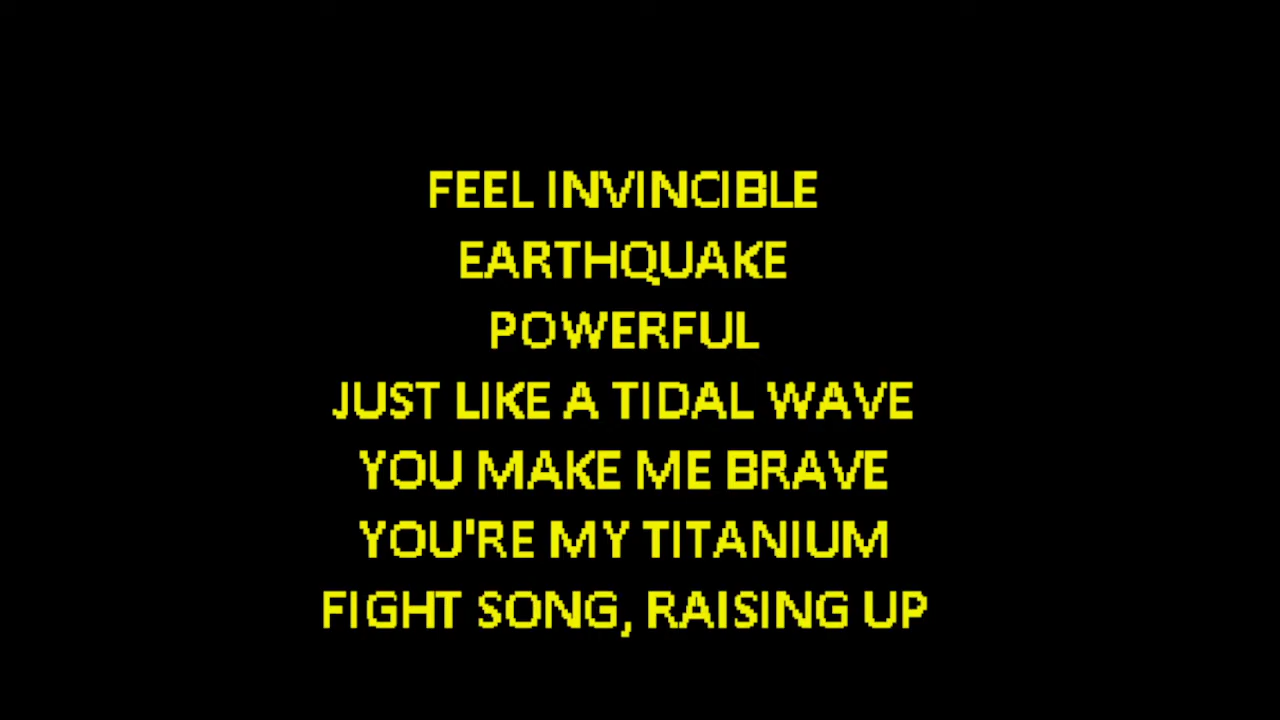 FEEL INVINCIBLE
EARTHQUAKE
POWERFUL
JUST LIKE A TIDAL WAVE
YOU MAKE ME BRAVE
YOU'RE MY TITANIUM
FIGHT SONG, RAISING UP